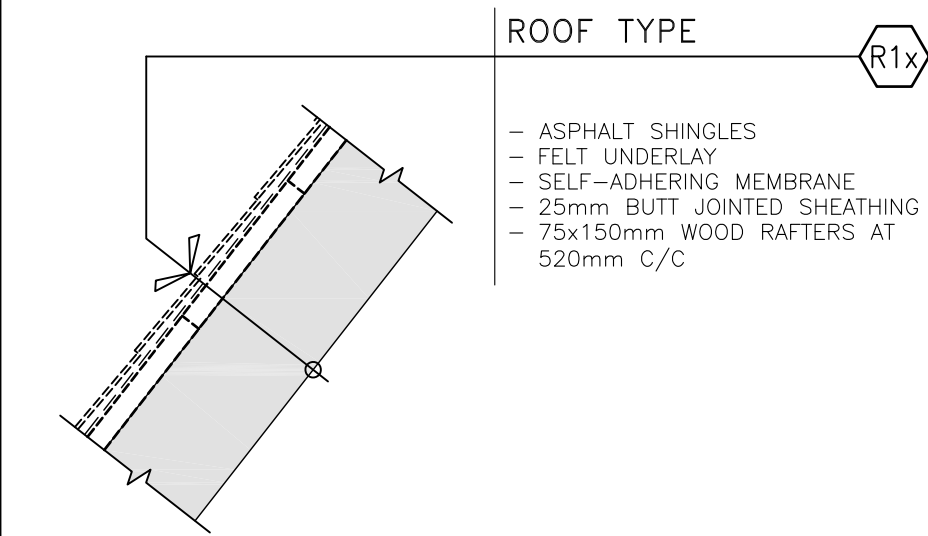 ROOF TYPE
R1x
– ASPHALT SHINGLES
– FELT UNDERLAY
– SELF–ADHERING MEMBRANE
– 25mm BUTT JOINTED SHEATHING
– 75x150mm WOOD RAFTERS AT
520mm C/C